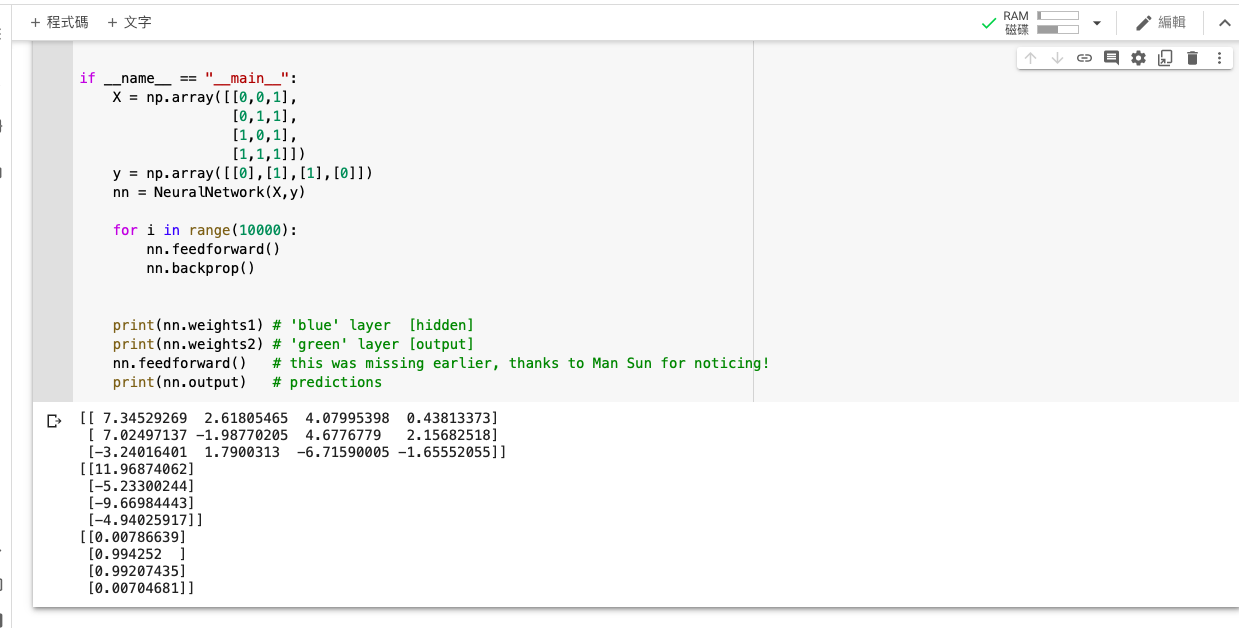 + 程式碼 + 文字
RAM
磁碟
編輯
if __name__ == "__main__":
    X = np.array([[0,0,1],
                  [0,1,1],
                  [1,0,1],
                  [1,1,1]])
    y = np.array([[0],[1],[1],[0]])
    nn = NeuralNetwork(X,y)
    for i in range(10000):
        nn.feedforward()
        nn.backprop()
    print(nn.weights1) # 'blue' layer  [hidden]
    print(nn.weights2) # 'green' layer [output]
    nn.feedforward()   # this was missing earlier, thanks to Man Sun for noticing!
    print(nn.output)   # predictions
[[ 7.34529269  2.61805465  4.07995398  0.43813373]
 [ 7.02497137 -1.98770205  4.6776779   2.15682518]
 [-3.24016401  1.7900313  -6.71590005 -1.65552055]]
[[11.96874062]
 [-5.23300244]
 [-9.66984443]
 [-4.94025917]]
[[0.00786639]
 [0.994252  ]
 [0.99207435]
 [0.00704681]]